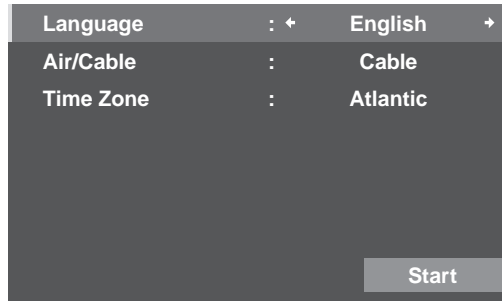 Language : English
Air/Cable : Cable
Time Zone : Atlantic
Start